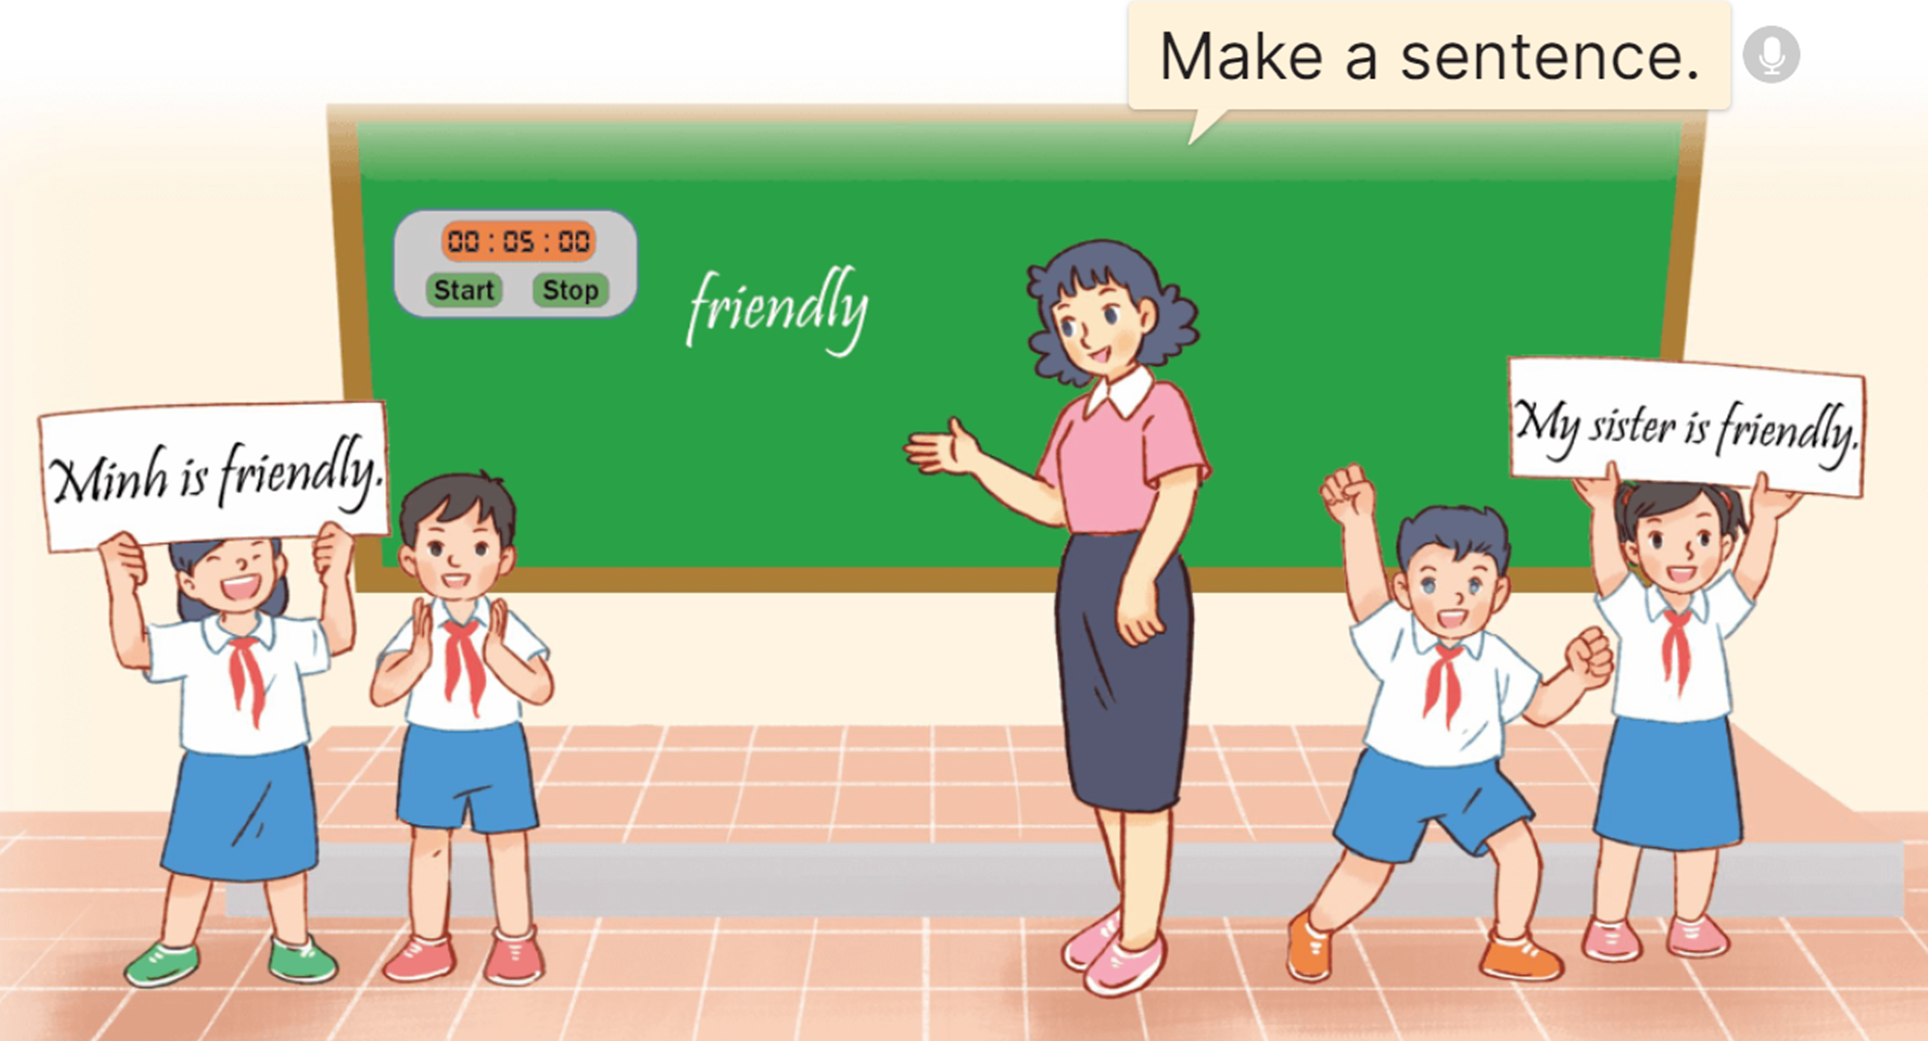 Make a sentence.
00 : 05 : 00
Start Stop
friendly
Minh is friendly.
My sister is friendly.